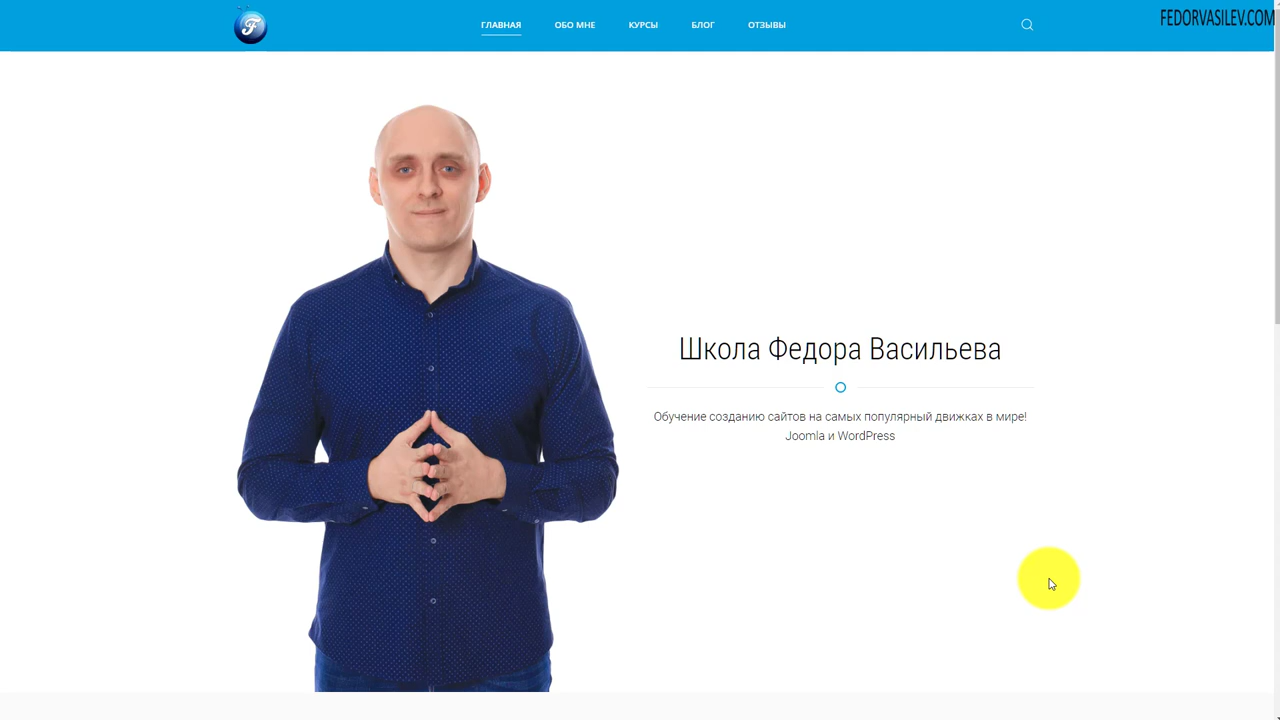 FEDORVASILEV.COM
F
ГЛАВНАЯ ОБО МНЕ КУРСЫ БЛОГ ОТЗЫВЫ
Школа Федора Васильева
Обучение созданию сайтов на самых популярный движках в мире!
Joomla и WordPress